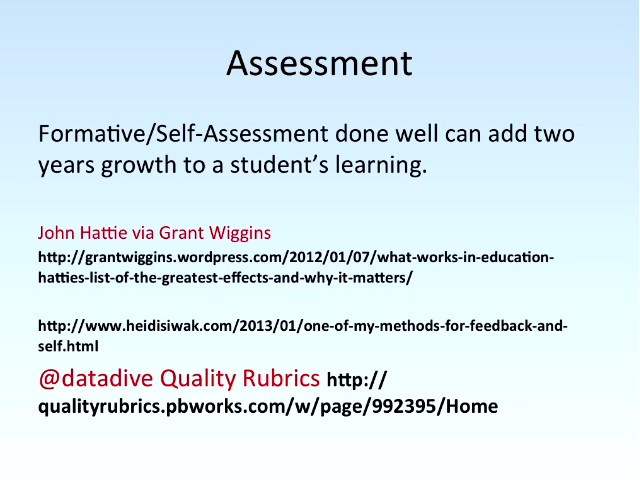 Assessment
Formative/Self-Assessment done well can add two
years growth to a student’s learning.
John Hattie via Grant Wiggins
http://grantwiggins.wordpress.com/2012/01/07/what-works-in-education-
hatties-list-of-the-greatest-effects-and-why-it-matters/
http://www.heidisiwak.com/2013/01/one-of-my-methods-for-feedback-and-
self.html
@datadive Quality Rubrics http://
qualityrubrics.pbworks.com/w/page/992395/Home